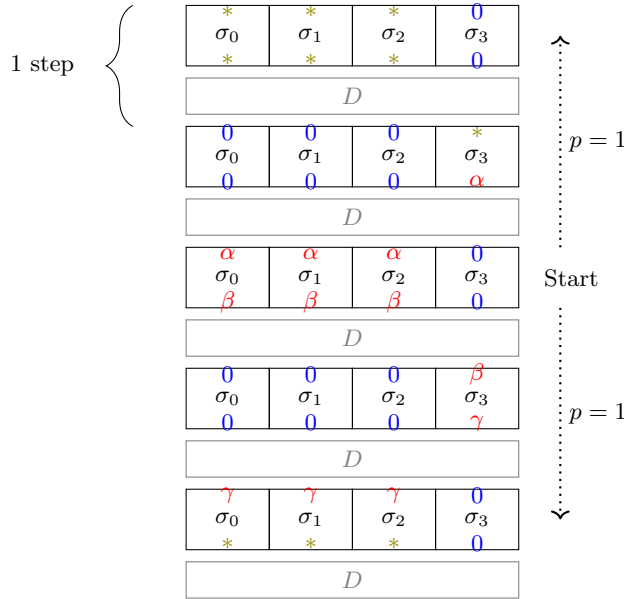 * * * 0
1 step σ₀ σ₁ σ₂ σ₃
* * * 0
D
0 0 0 *
σ₀ σ₁ σ₂ σ₃ p = 1
0 0 0 α
D
α α α 0
σ₀ σ₁ σ₂ σ₃ Start
β β β 0
D
0 0 0 β
σ₀ σ₁ σ₂ σ₃ p = 1
0 0 0 γ
D
γ γ γ 0
σ₀ σ₁ σ₂ σ₃
* * * 0
D